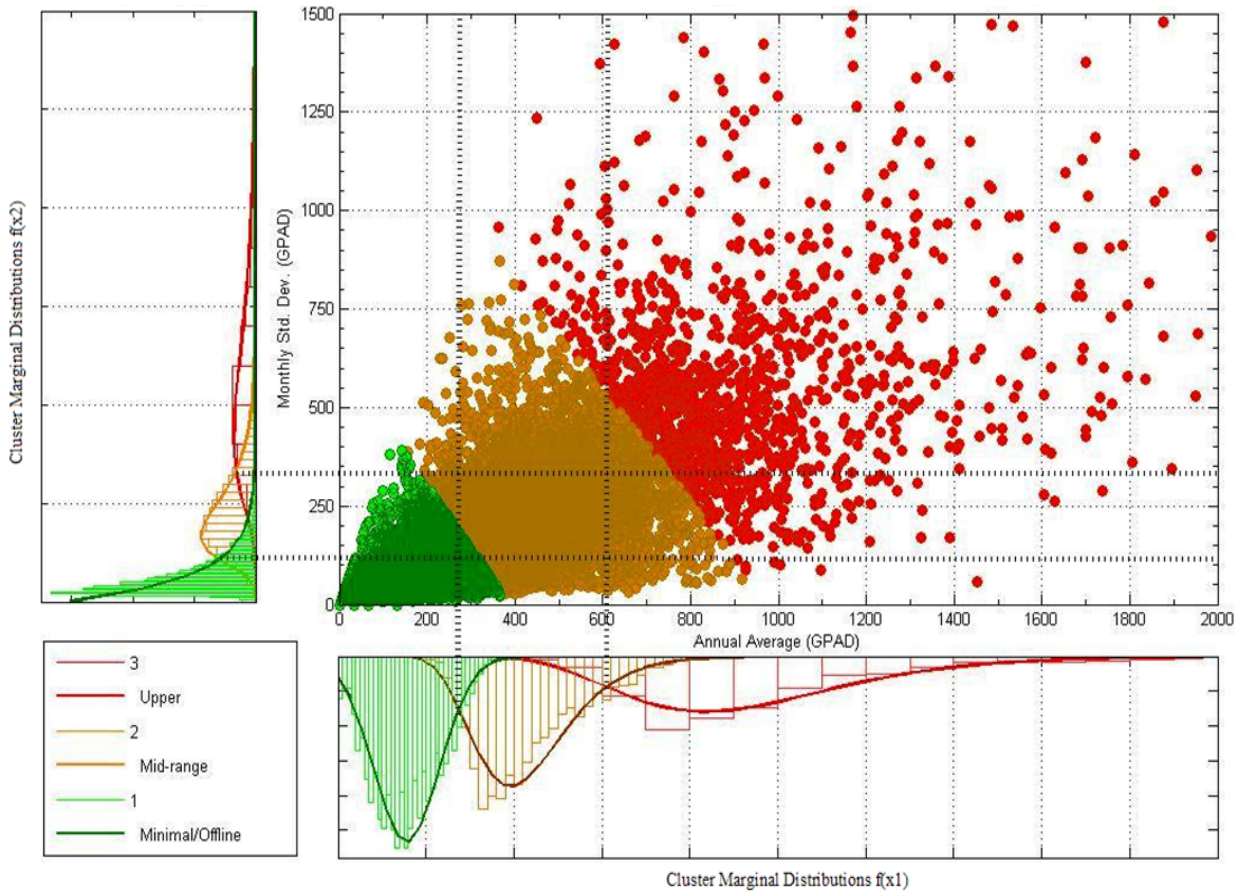 1500
1250
1000
750
500
250
0
Monthly Std. Dev. (GPAD)
Cluster Marginal Distributions f(x2)
0 200 400 600 800 1000 1200 1400 1600 1800 2000
Annual Average (GPAD)
3
Upper
2
Mid-range
1
Minimal/Offline
Cluster Marginal Distributions f(x1)